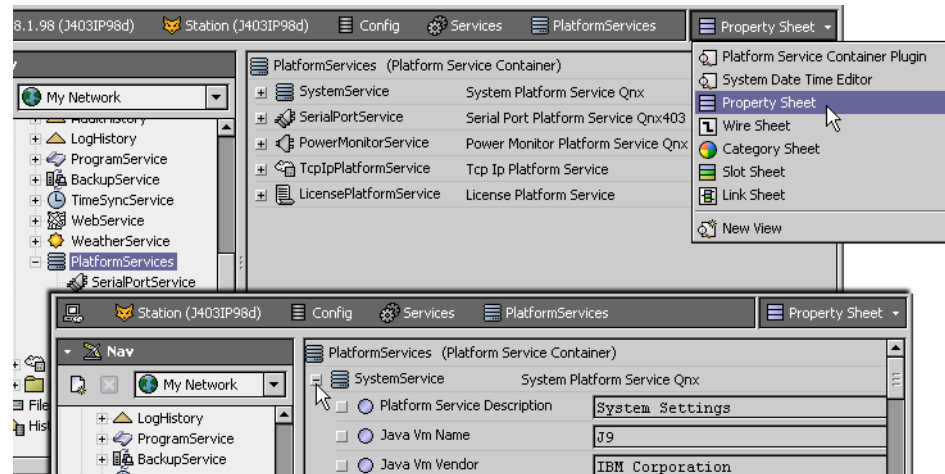 8.1.98 (J403IP98d) Station (J403IP98d) Config Services PlatformServices Property Sheet
My Network
LogHistory
ProgramService
BackupService
TimeSyncService
WebService
WeatherService
PlatformServices
SerialPortService
PlatformServices (Platform Service Container)
SystemService System Platform Service Qnx
SerialPortService Serial Port Platform Service Qnx403
PowerMonitorService Power Monitor Platform Service Qnx
TcpIpPlatformService Tcp Ip Platform Service
LicensePlatformService License Platform Service
Platform Service Container Plugin
System Date Time Editor
Property Sheet
Wire Sheet
Category Sheet
Slot Sheet
Link Sheet
New View
File
Hist
Station (J403IP98d) Config Services PlatformServices Property Sheet
Nav
My Network
LogHistory
ProgramService
BackupService
PlatformServices (Platform Service Container)
SystemService System Platform Service Qnx
Platform Service Description System Settings
Java Vm Name J9
Java Vm Vendor IBM Corporation